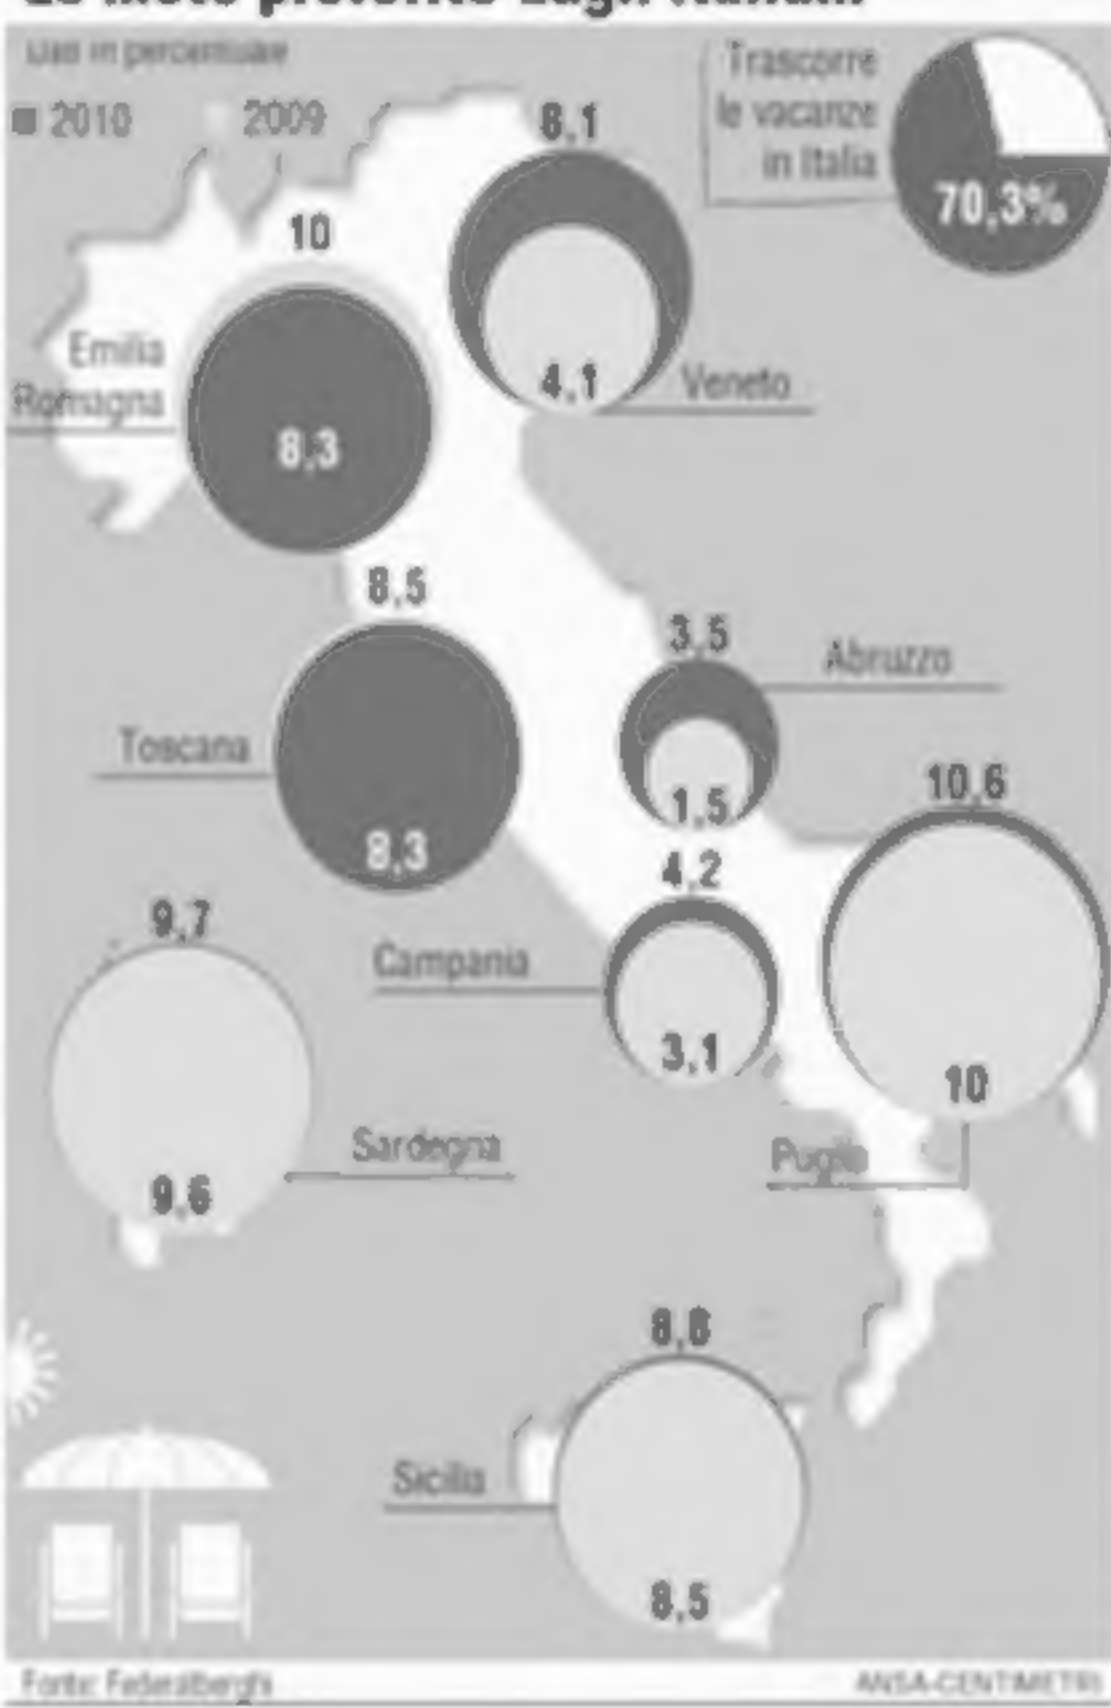 Dati in percentuale
2010
2009
Trascorre
le vacanze
in Italia
70,3%
8,1
4,1
Veneto
10
Emilia
Romagna
8,3
8,5
Toscana
8,3
3,5
Abruzzo
1,5
10,6
10
Puglia
4,2
Campania
3,1
9,7
Sardegna
9,6
8,8
Sicilia
8,5
Fonte: Federalberghi
ANSA-CENTIMETRI